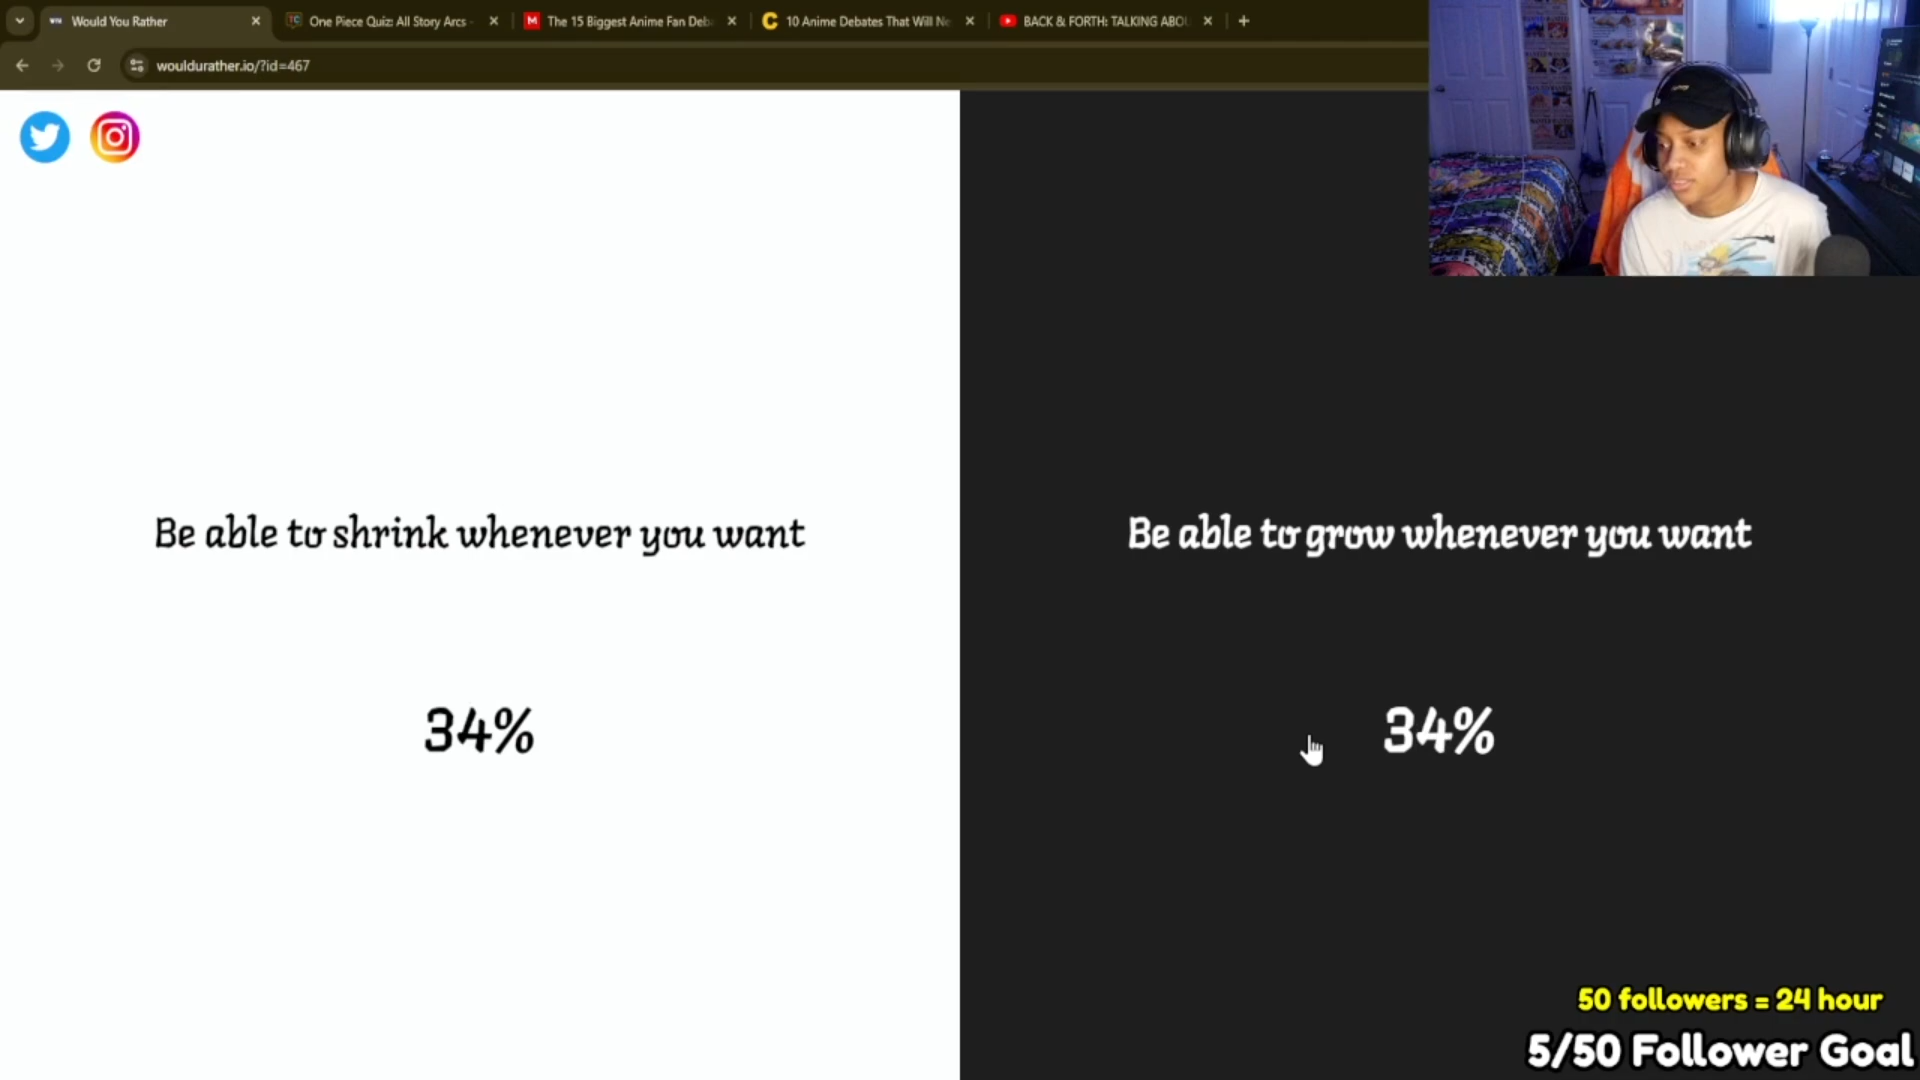 Would You Rather
One Piece Quiz: All Story Arcs -
The 15 Biggest Anime Fan Deb
10 Anime Debates That Will Ne
BACK & FORTH: TALKING ABOU
wouldurather.io/?id=467
Be able to shrink whenever you want
34%
Be able to grow whenever you want
34%
50 followers = 24 hour
5/50 Follower Goal